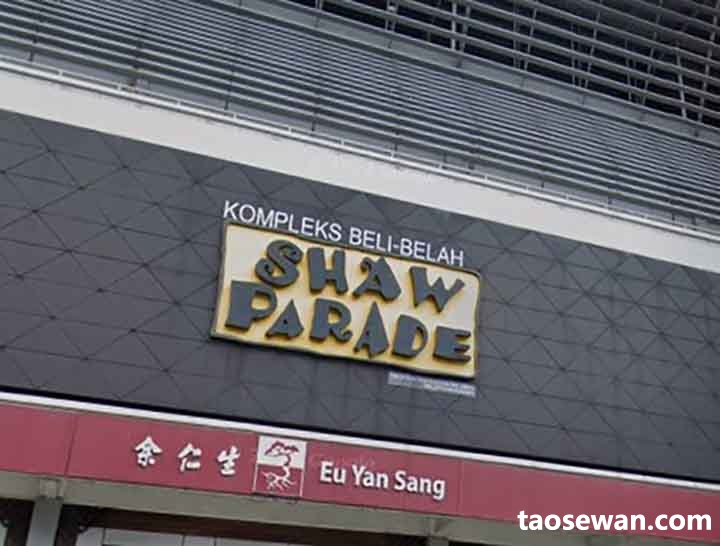 KOMPLEKS BELI-BELAH
SHAW
PARADE
余仁生 Eu Yan Sang
taosewan.com